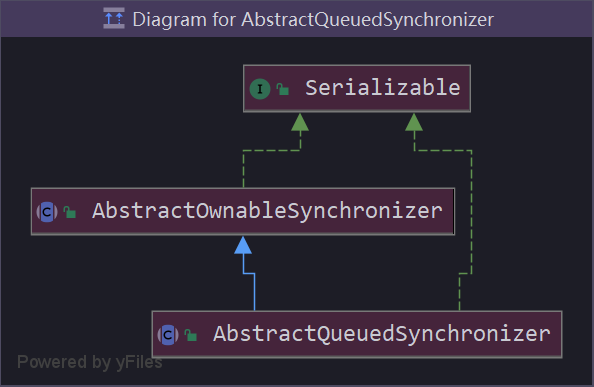 Diagram for AbstractQueuedSynchronizer
I Serializable
C AbstractOwnableSynchronizer
C AbstractQueuedSynchronizer
Powered by yFiles